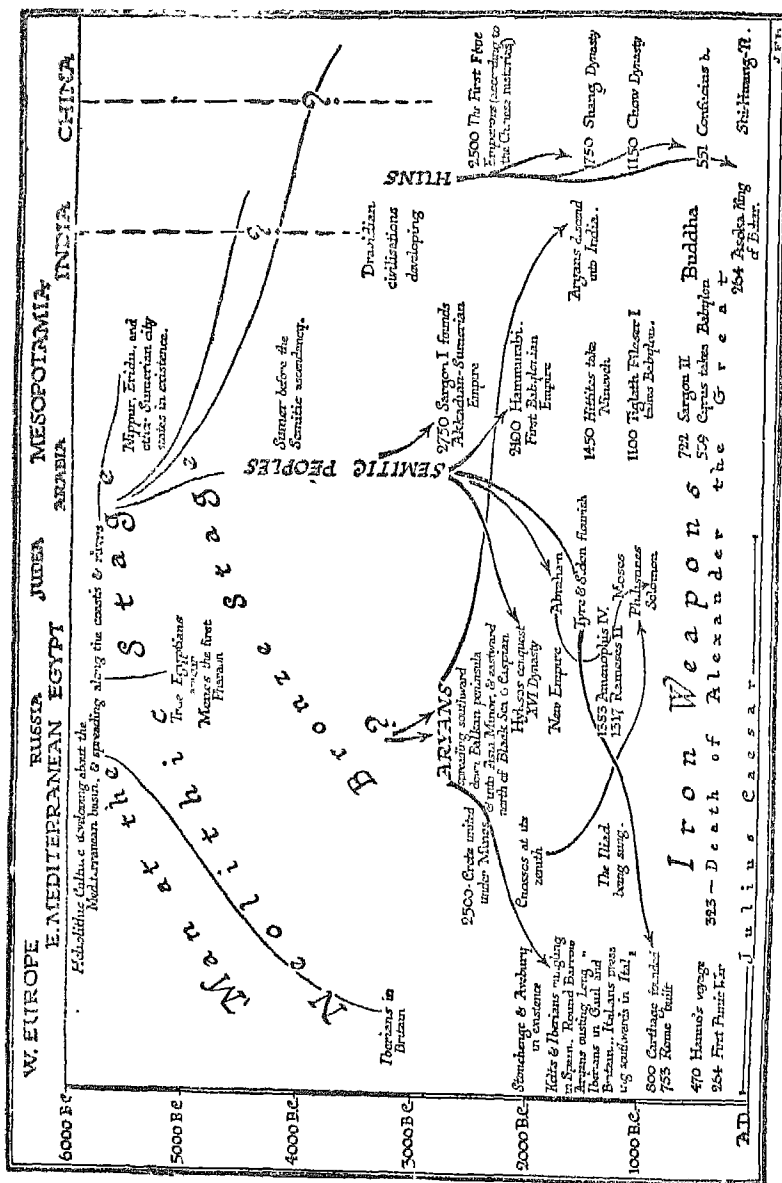 W. EUROPE
E. MEDITERRANEAN
RUSSIA
EGYPT
JUDEA
ARABIA
MESOPOTAMIA
INDIA
CHINA
6000 B.C.
5000 B.C.
4000 B.C.
3000 B.C.
2000 B.C.
1000 B.C.
A.D.
Heliolithic Culture developing about the
Mediterranean basin, & spreading along the coasts & rivers
Man at the
Neolithic Stage
Bronze Stage
Iberians in
Britain
True Egyptians
Menes the first
Pharaoh
Nippur, Eridu, and
other Sumerian city
states in existence.
Sumer before the
Semitic ascendancy.
Dravidian
civilisations
developing
?
?
?
SEMITIC PEOPLES
HUNS
ARYANS
spreading southward
down Balkan peninsula
& into Asia Minor, & eastward
north of Black Sea & Caspian
2500-Crete united
under Minos
2750 Sargon I founds
Akkadian-Sumerian
Empire
2500 The First Five
Emperors (according to
the Chinese histories)
Stonehenge & Avebury
in existence
Kelts & Iberians mingling
in Spain. Round Barrow
Aryans ousting Long "
Iberians in Gaul and
Britain... Italians press-
ing southwards in Italy
Cnossos at its
zenith
Hyksos conquest
XVI Dynasty
New Empire
Abraham
2400 Hammurabi.
First Babylonian
Empire
Aryans descend
into India.
1750 Shang Dynasty
Tyre & Sidon flourish
1450 Hittites take
Nineveh
The Iliad
being sung.
1353 Amenophis IV.
1317 Rameses II
Moses
Philistines
Solomon
1100 Tiglath Pileser I
takes Babylon.
1150 Chow Dynasty
800 Carthage founded
753 Rome built
Iron Weapons
722 Sargon II
539 Cyrus takes Babylon
Buddha
551 Confucius b.
470 Hanno's voyage
264 First Punic War
323-Death of Alexander the Great
264 Asoka King
of Behar.
Shi-Hwang-Ti.
Julius Caesar
J.F.H.